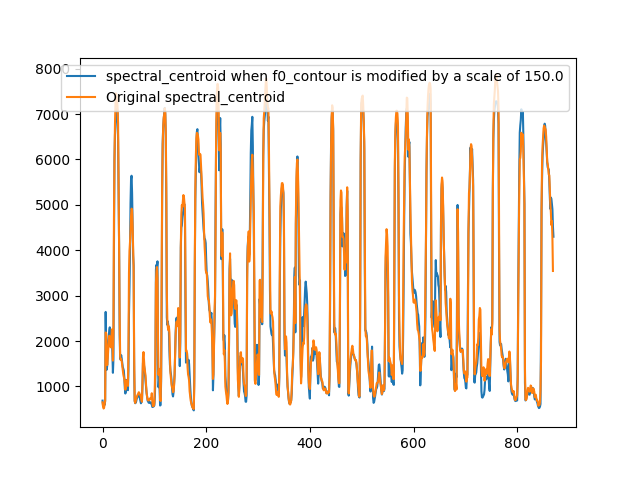 spectral_centroid when f0_contour is modified by a scale of 150.0
Original spectral_centroid
8000
7000
6000
5000
4000
3000
2000
1000
0 200 400 600 800